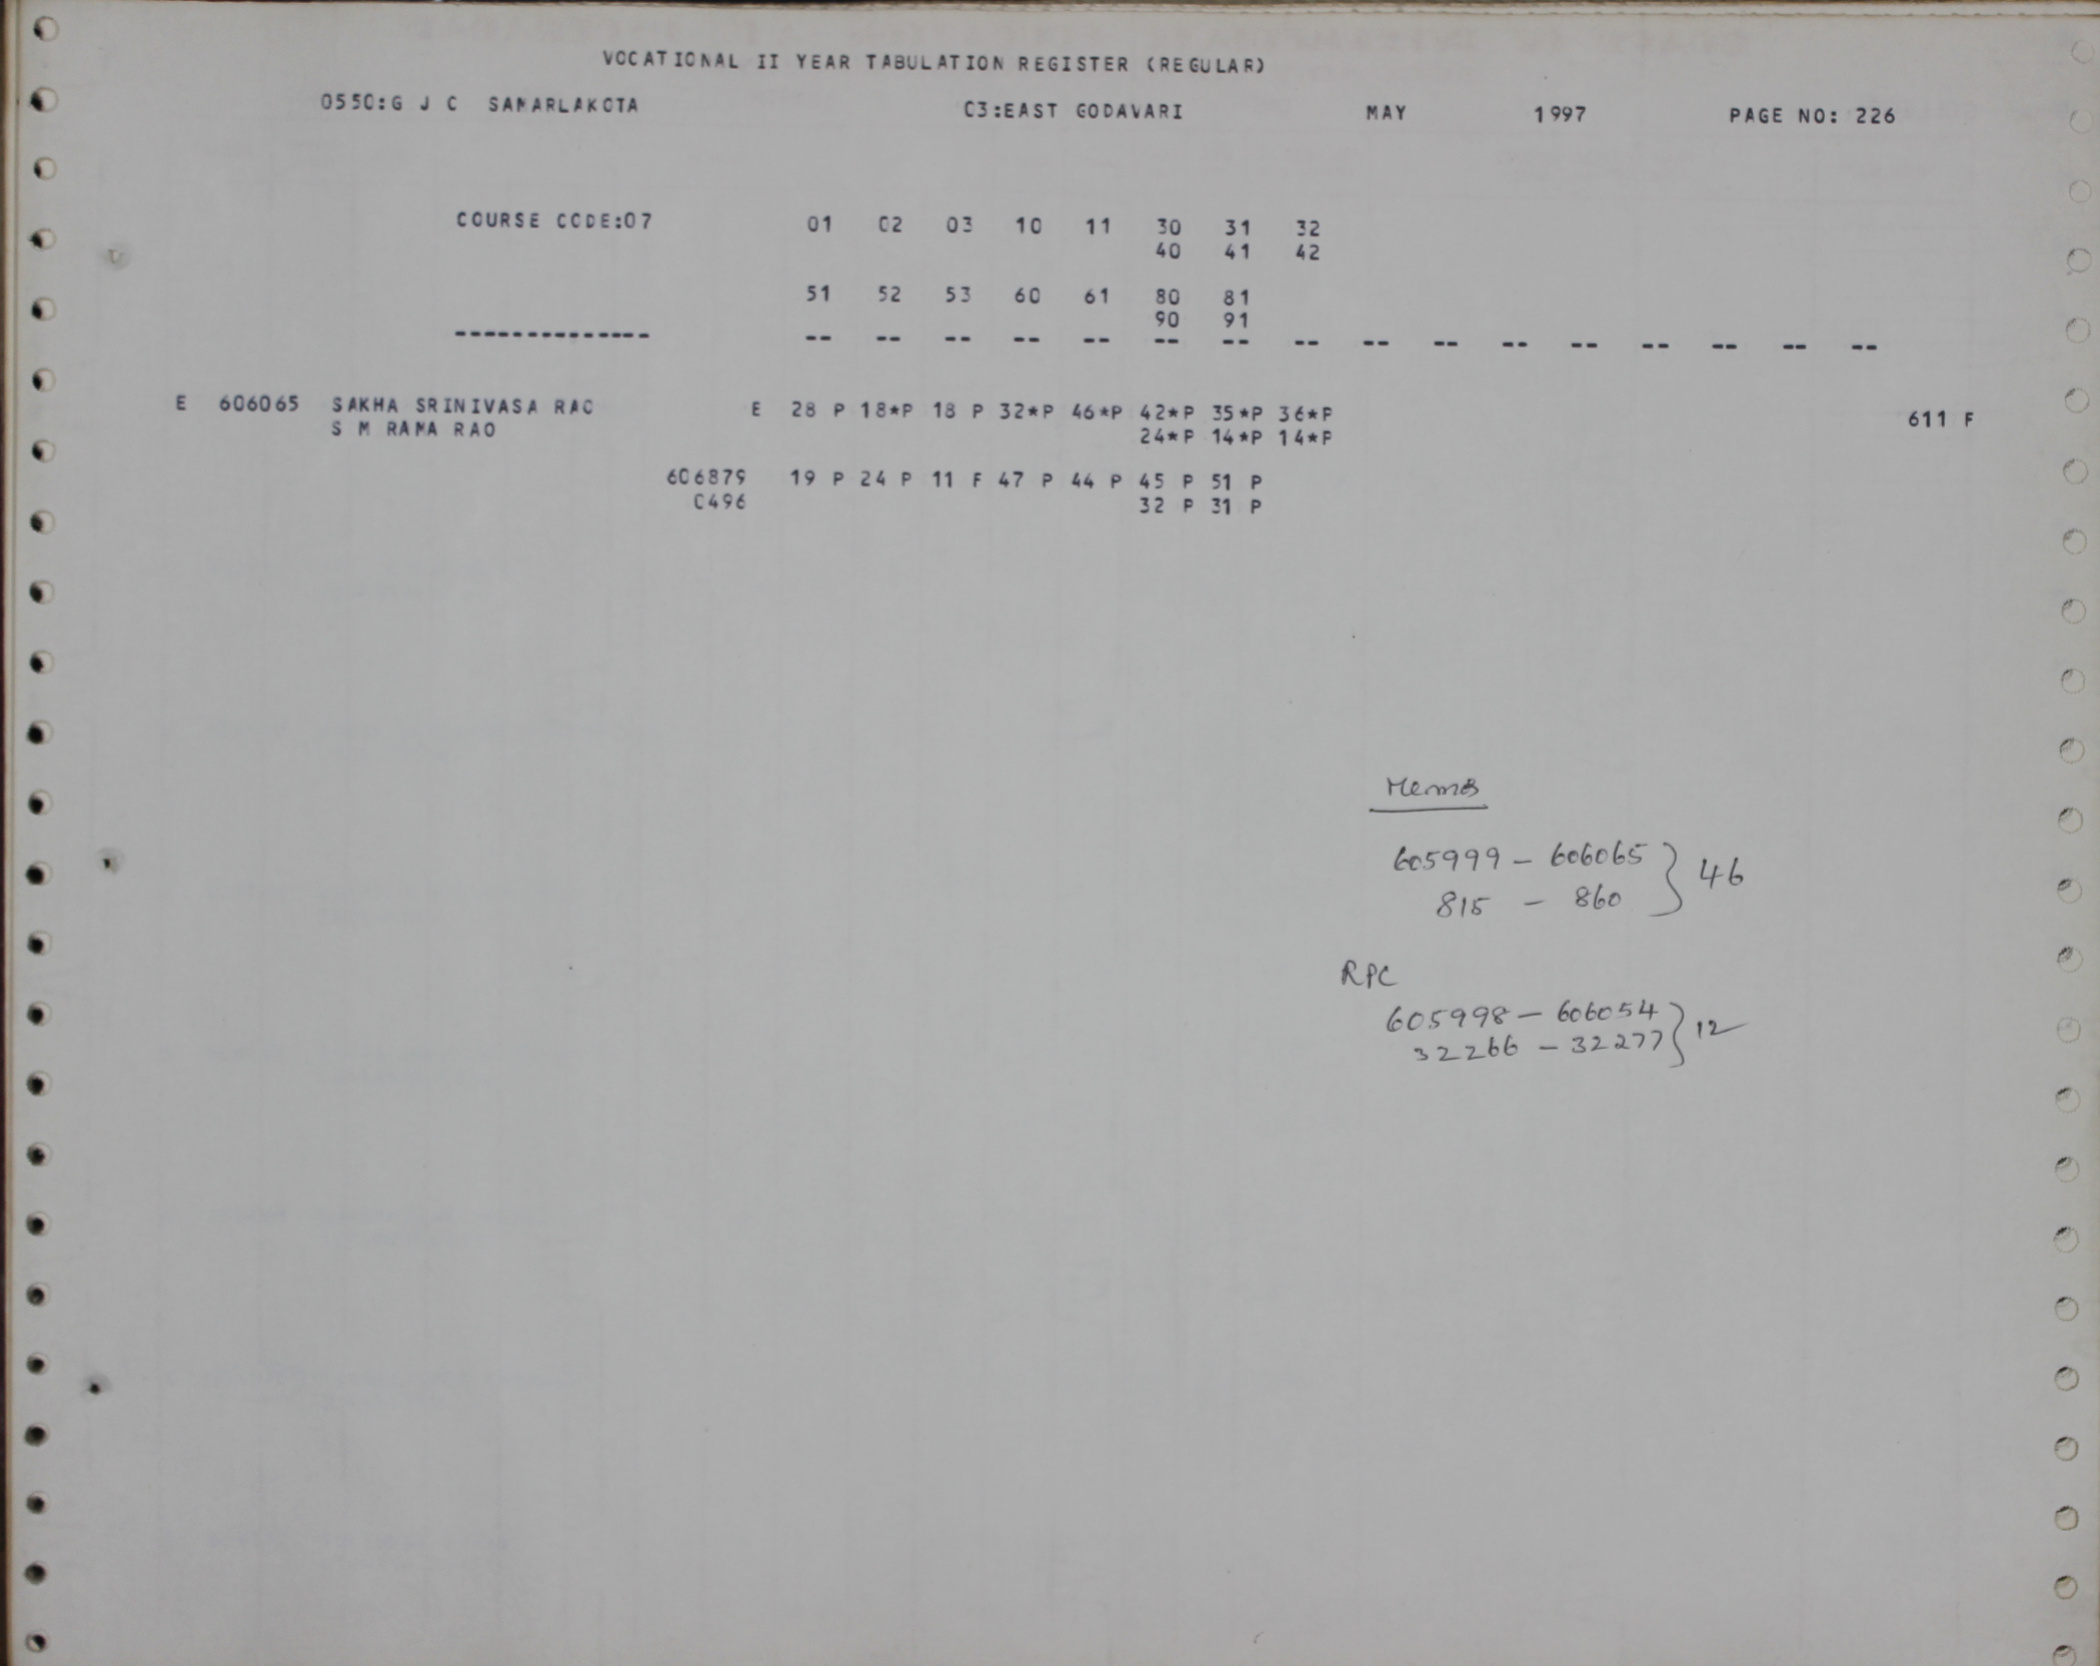 VOCATIONAL II YEAR TABULATION REGISTER (REGULAR)
0550:G J C SAMARLAKOTA C3:EAST GODAVARI MAY 1997 PAGE NO: 226
COURSE CODE:07 01 02 03 10 11 30 31 32
40 41 42
51 52 53 60 61 80 81
90 91
-------------- -- -- -- -- -- -- -- -- -- -- -- -- -- -- -- --
E 606065 SAKHA SRINIVASA RAO E 28 P 18*P 18 P 32*P 46*P 42*P 35*P 36*P 611 F
S M RAMA RAO 24*P 14*P 14*P
606879 19 P 24 P 11 F 47 P 44 P 45 P 51 P
C496 32 P 31 P
Memos
605999 - 606065 } 46
815 - 860
RPC
605998 - 606054 } 12
32266 - 32277